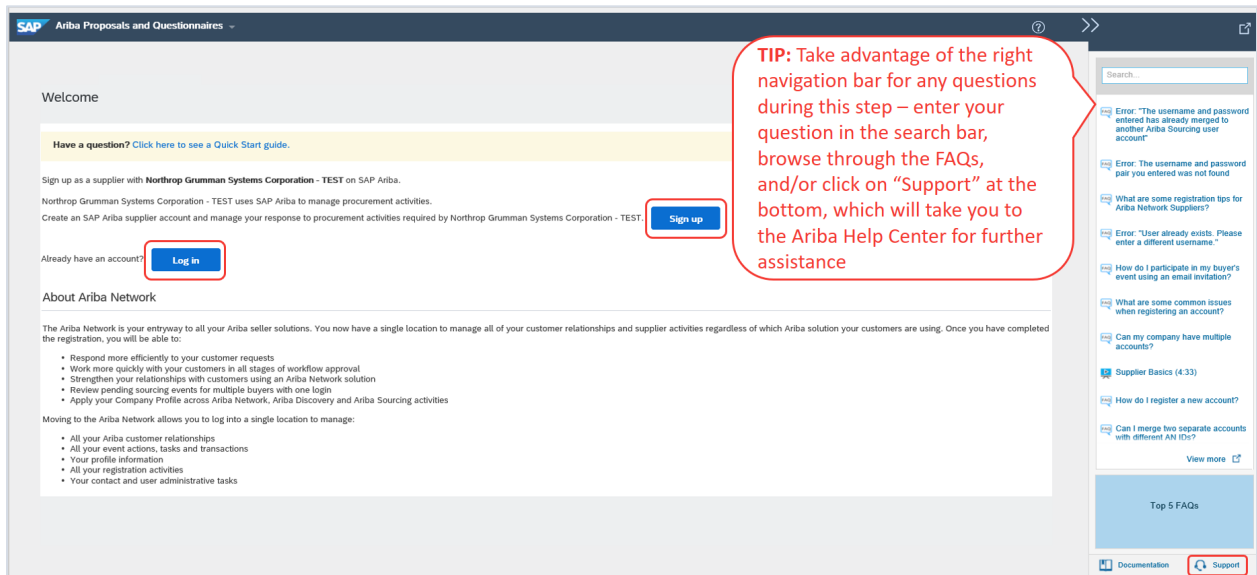 SAP Ariba Proposals and Questionnaires
Welcome
Have a question? Click here to see a Quick Start guide.
Sign up as a supplier with Northrop Grumman Systems Corporation - TEST on SAP Ariba.
Northrop Grumman Systems Corporation - TEST uses SAP Ariba to manage procurement activities.
Create an SAP Ariba supplier account and manage your response to procurement activities required by Northrop Grumman Systems Corporation - TEST.
Sign up
Already have an account?
Log in
About Ariba Network
The Ariba Network is your entryway to all your Ariba seller solutions. You now have a single location to manage all of your customer relationships and supplier activities regardless of which Ariba solution your customers are using. Once you have completed
the registration, you will be able to:
• Respond more efficiently to your customer requests
• Work more quickly with your customers in all stages of workflow approval
• Strengthen your relationships with customers using an Ariba Network solution
• Review pending sourcing events for multiple buyers with one login
• Apply your Company Profile across Ariba Network, Ariba Discovery and Ariba Sourcing activities
Moving to the Ariba Network allows you to log into a single location to manage:
• All your Ariba customer relationships
• All your event actions, tasks and transactions
• Your profile information
• All your registration activities
• Your contact and user administrative tasks
TIP: Take advantage of the right
navigation bar for any questions
during this step – enter your
question in the search bar,
browse through the FAQs,
and/or click on “Support” at the
bottom, which will take you to
the Ariba Help Center for further
assistance
Search...
FAQ Error: "The username and password
entered has already merged to
another Ariba Sourcing user
account"
FAQ Error: The username and password
pair you entered was not found
FAQ What are some registration tips for
Ariba Network Suppliers?
FAQ Error: "User already exists. Please
enter a different username."
FAQ How do I participate in my buyer's
event using an email invitation?
FAQ What are some common issues
when registering an account?
FAQ Can my company have multiple
accounts?
Supplier Basics (4:33)
FAQ How do I register a new account?
FAQ Can I merge two separate accounts
with different AN IDs?
View more
Top 5 FAQs
Documentation
Support